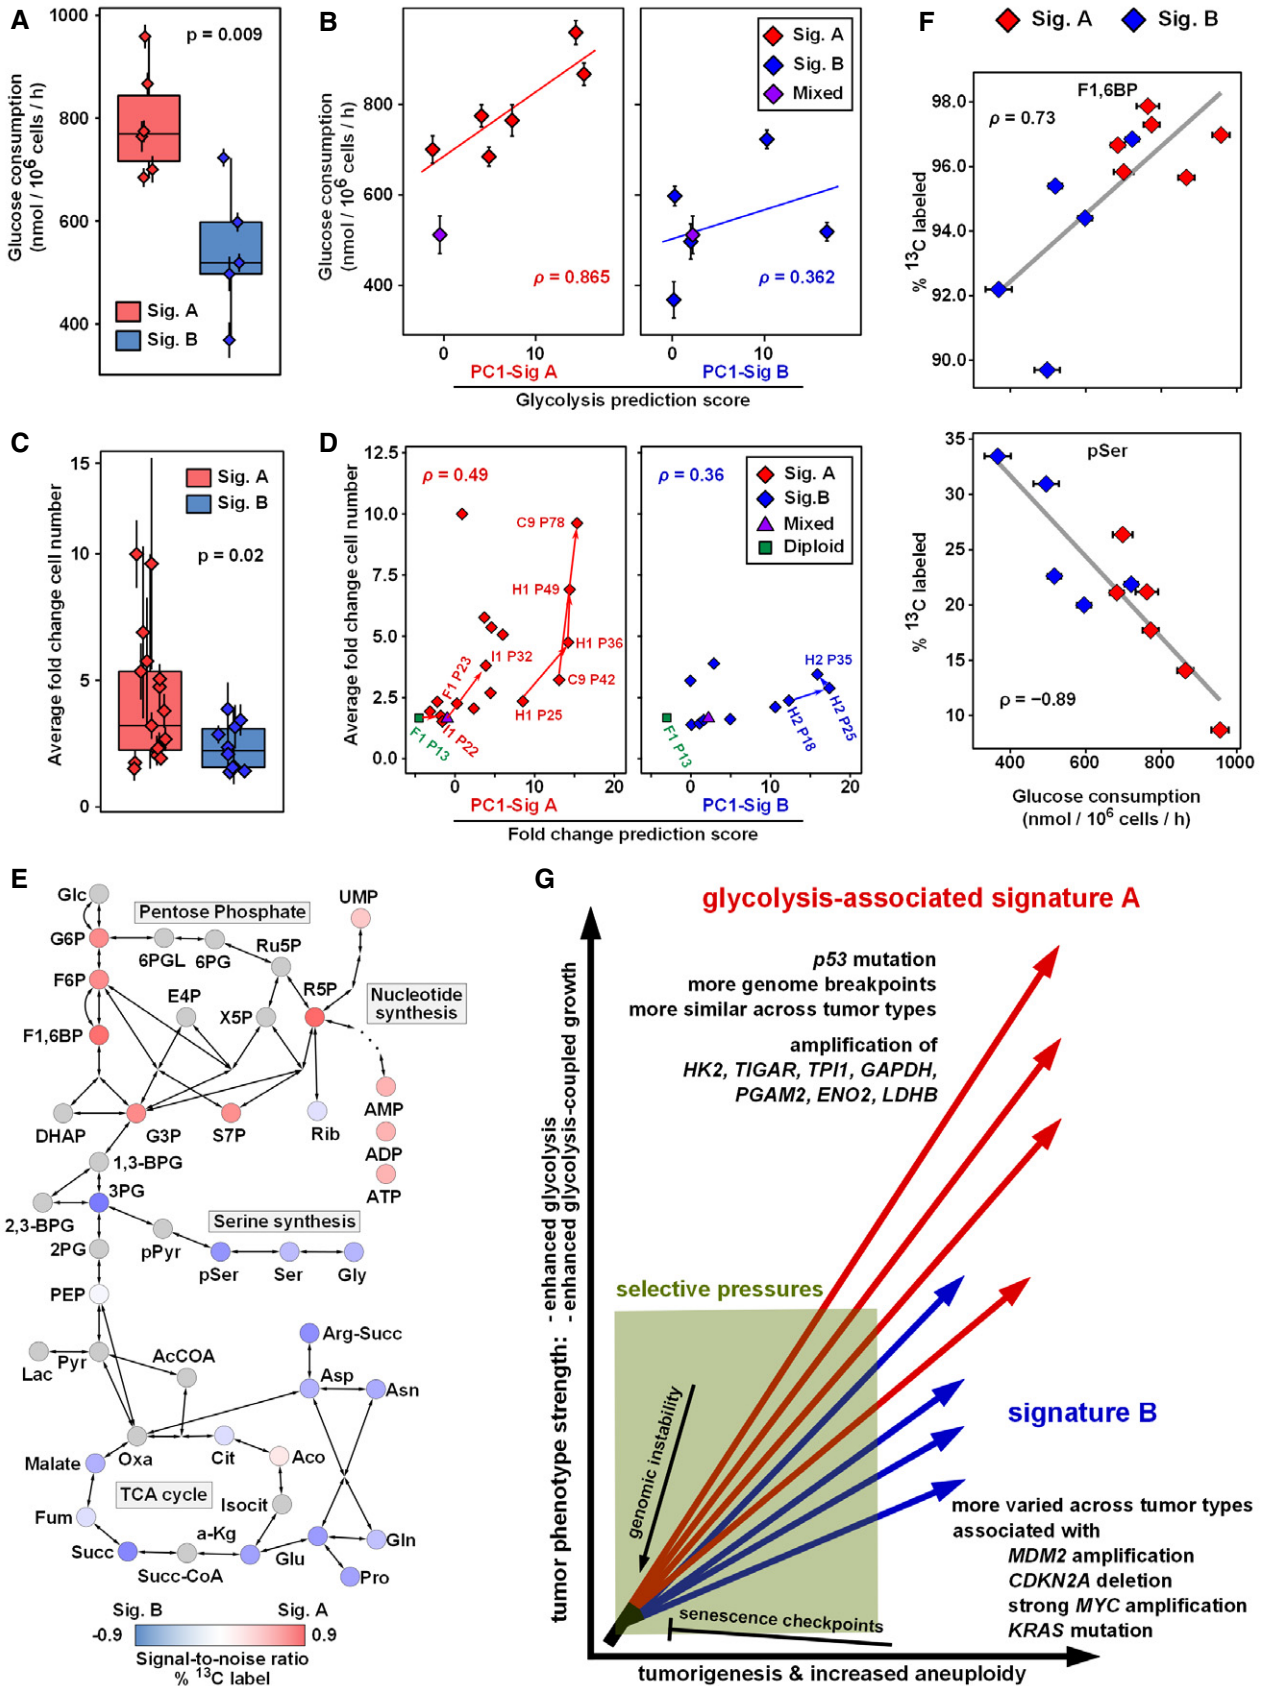 A
1000
800
600
400
Glucose consumption
(nmol / 10⁶ cells / h)
p = 0.009
Sig. A
Sig. B
B
Glucose consumption
(nmol / 10⁶ cells / h)
800
600
400
ρ = 0.865
0
10
PC1-Sig A
Sig. A
Sig. B
Mixed
ρ = 0.362
0
10
PC1-Sig B
Glycolysis prediction score
C
Average fold change cell number
15
10
5
0
Sig. A
Sig. B
p = 0.02
D
Average fold change cell number
12.5
10.0
7.5
5.0
2.5
0.0
ρ = 0.49
C9 P78
H1 P49
H1 P36
C9 P42
H1 P25
I1 P32
F1 P23
I1 P22
F1 P13
0
10
20
PC1-Sig A
ρ = 0.36
Sig. A
Sig.B
Mixed
Diploid
H2 P35
H2 P25
H2 P18
F1 P13
0
10
20
PC1-Sig B
Fold change prediction score
F
Sig. A
Sig. B
F1,6BP
ρ = 0.73
% ¹³C labeled
98.0
96.0
94.0
92.0
90.0
pSer
ρ = −0.89
% ¹³C labeled
35
30
25
20
15
10
400
600
800
1000
Glucose consumption
(nmol / 10⁶ cells / h)
E
Glc
G6P
F6P
F1,6BP
Pentose Phosphate
6PGL
6PG
Ru5P
UMP
R5P
E4P
X5P
Nucleotide
synthesis
DHAP
G3P
S7P
Rib
AMP
ADP
ATP
1,3-BPG
3PG
2,3-BPG
2PG
PEP
Serine synthesis
pPyr
pSer
Ser
Gly
Lac
Pyr
AcCOA
Arg-Succ
Asp
Asn
Oxa
Cit
Aco
Malate
TCA cycle
Isocit
Fum
a-Kg
Succ
Succ-CoA
Glu
Gln
Pro
Sig. B
Sig. A
-0.9
0.9
Signal-to-noise ratio
% ¹³C label
G
glycolysis-associated signature A
p53 mutation
more genome breakpoints
more similar across tumor types
amplification of
HK2, TIGAR, TPI1, GAPDH,
PGAM2, ENO2, LDHB
tumor phenotype strength:
- enhanced glycolysis
- enhanced glycolysis-coupled growth
selective pressures
genomic instability
senescence checkpoints
signature B
more varied across tumor types
associated with
MDM2 amplification
CDKN2A deletion
strong MYC amplification
KRAS mutation
tumorigenesis & increased aneuploidy